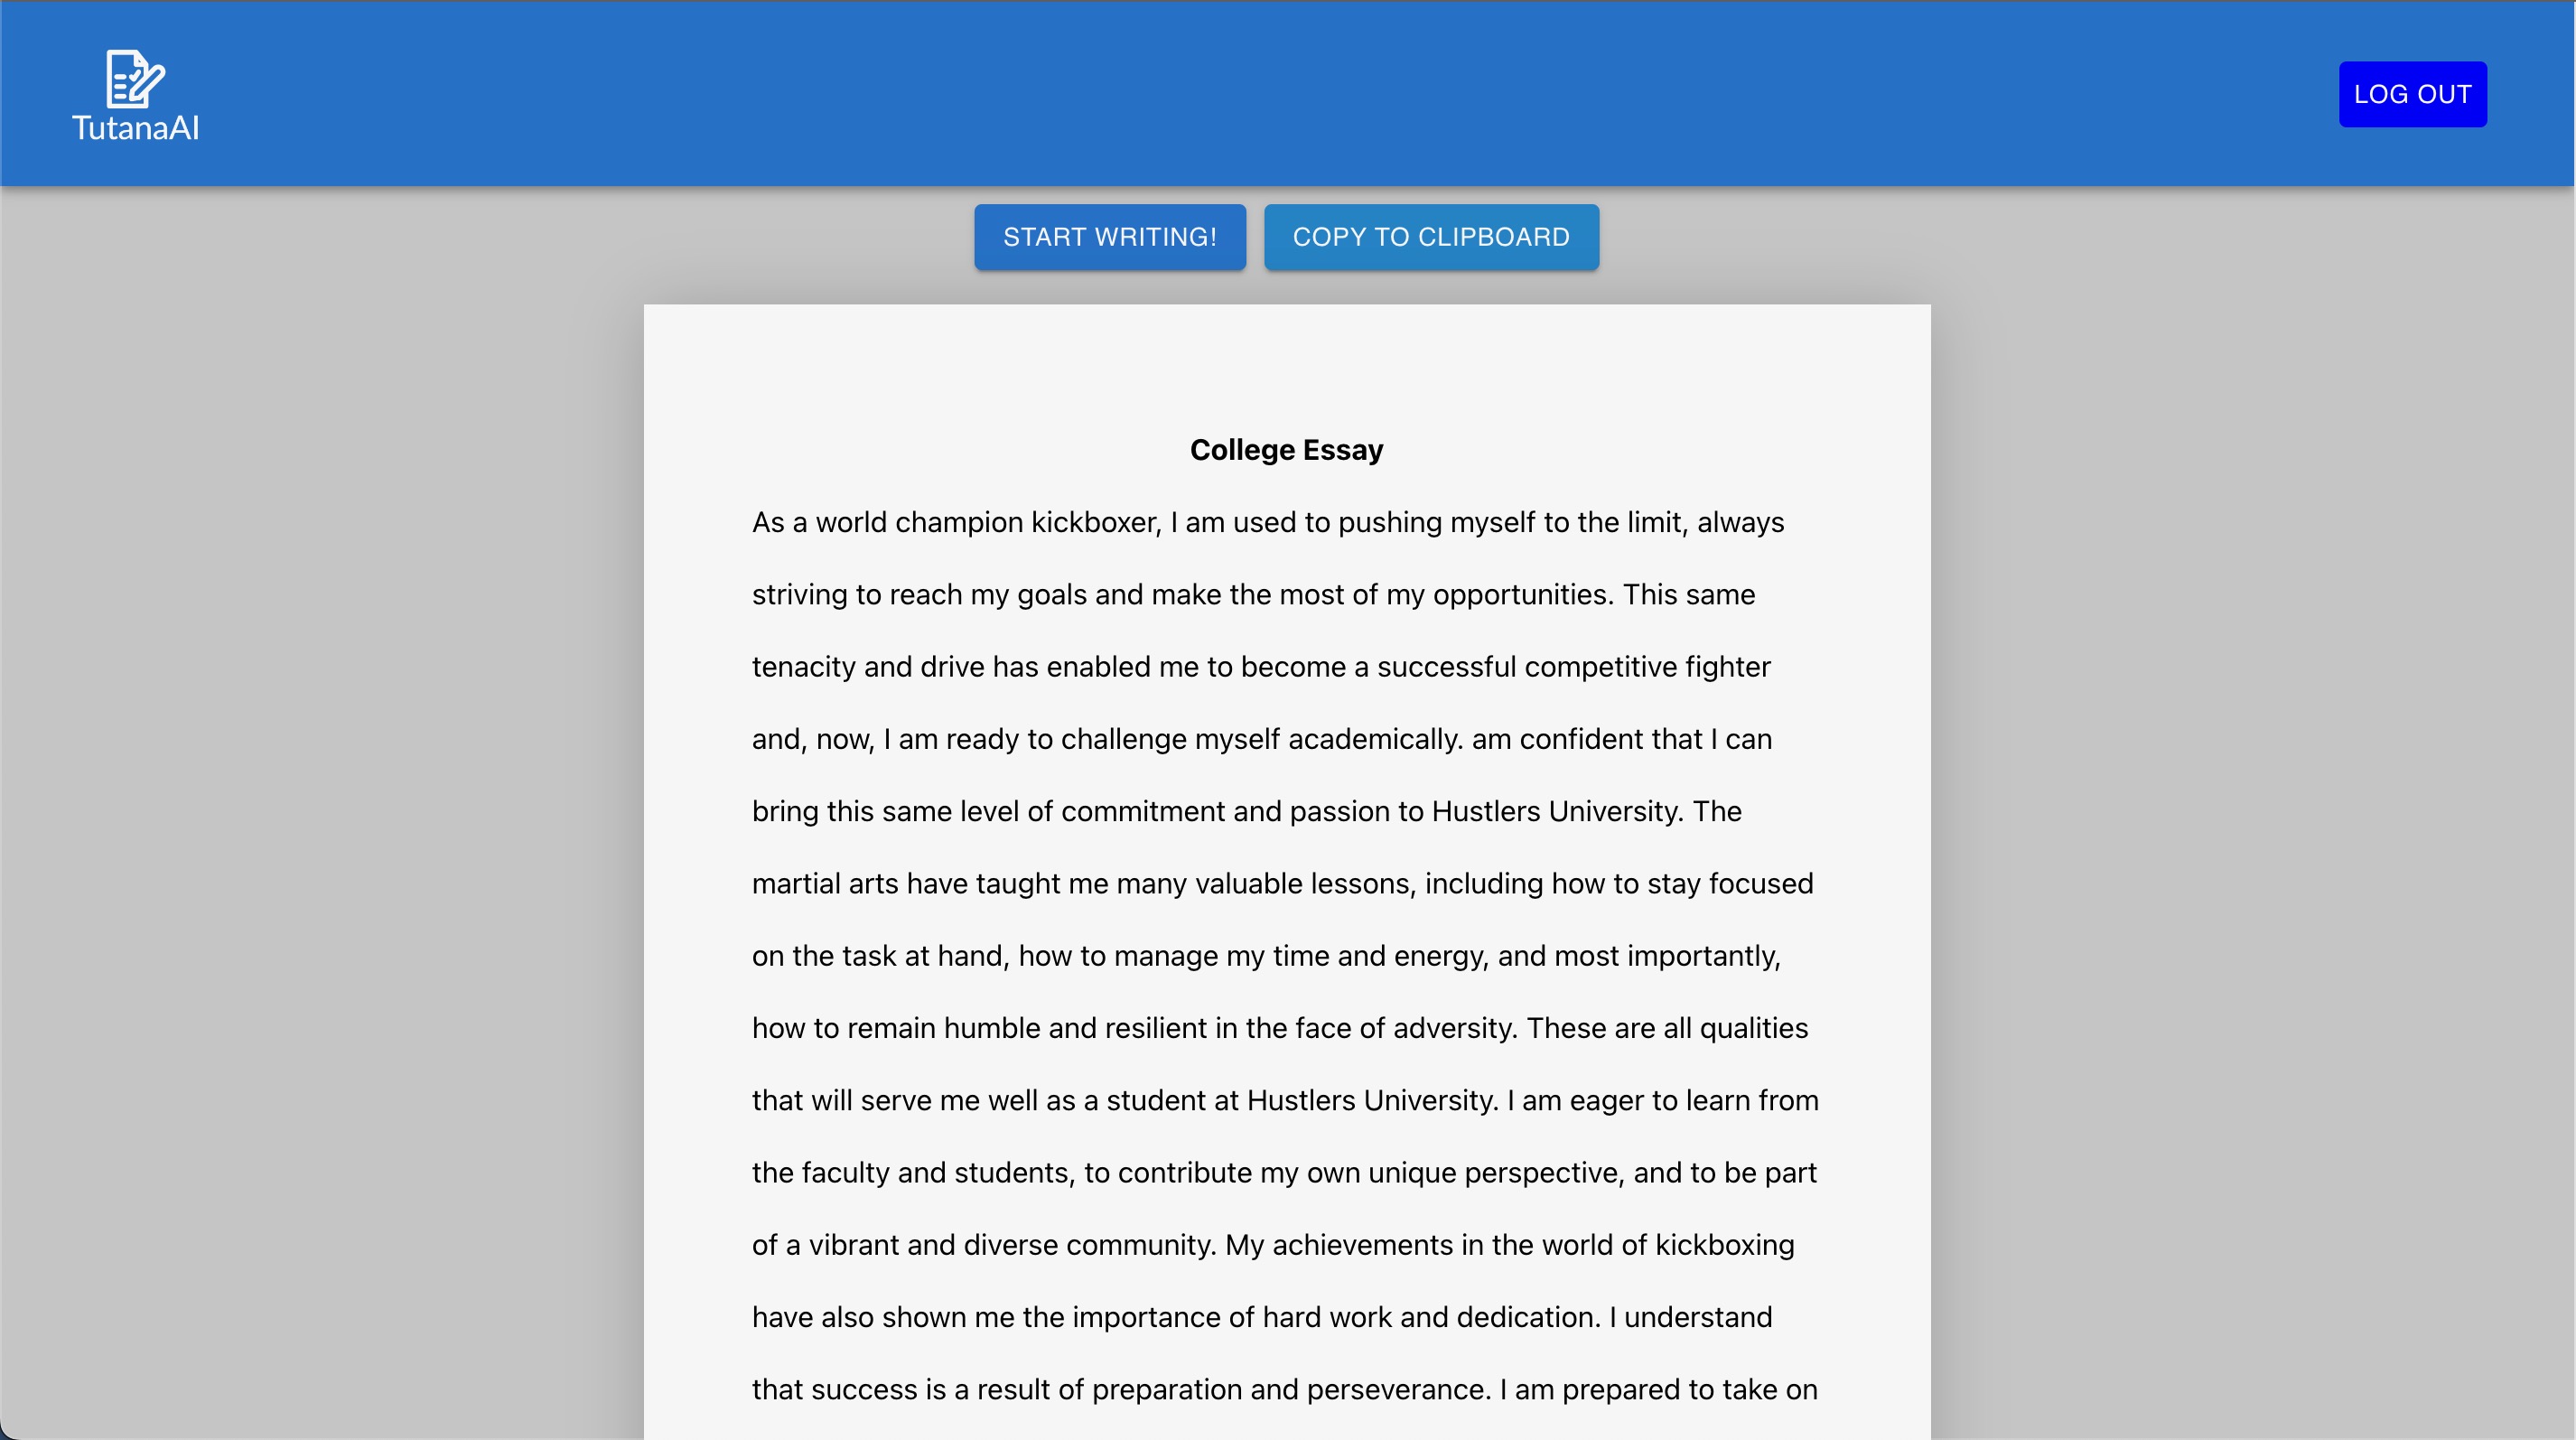 TutanaAI
LOG OUT
START WRITING!
COPY TO CLIPBOARD
College Essay
As a world champion kickboxer, I am used to pushing myself to the limit, always
striving to reach my goals and make the most of my opportunities. This same
tenacity and drive has enabled me to become a successful competitive fighter
and, now, I am ready to challenge myself academically. am confident that I can
bring this same level of commitment and passion to Hustlers University. The
martial arts have taught me many valuable lessons, including how to stay focused
on the task at hand, how to manage my time and energy, and most importantly,
how to remain humble and resilient in the face of adversity. These are all qualities
that will serve me well as a student at Hustlers University. I am eager to learn from
the faculty and students, to contribute my own unique perspective, and to be part
of a vibrant and diverse community. My achievements in the world of kickboxing
have also shown me the importance of hard work and dedication. I understand
that success is a result of preparation and perseverance. I am prepared to take on